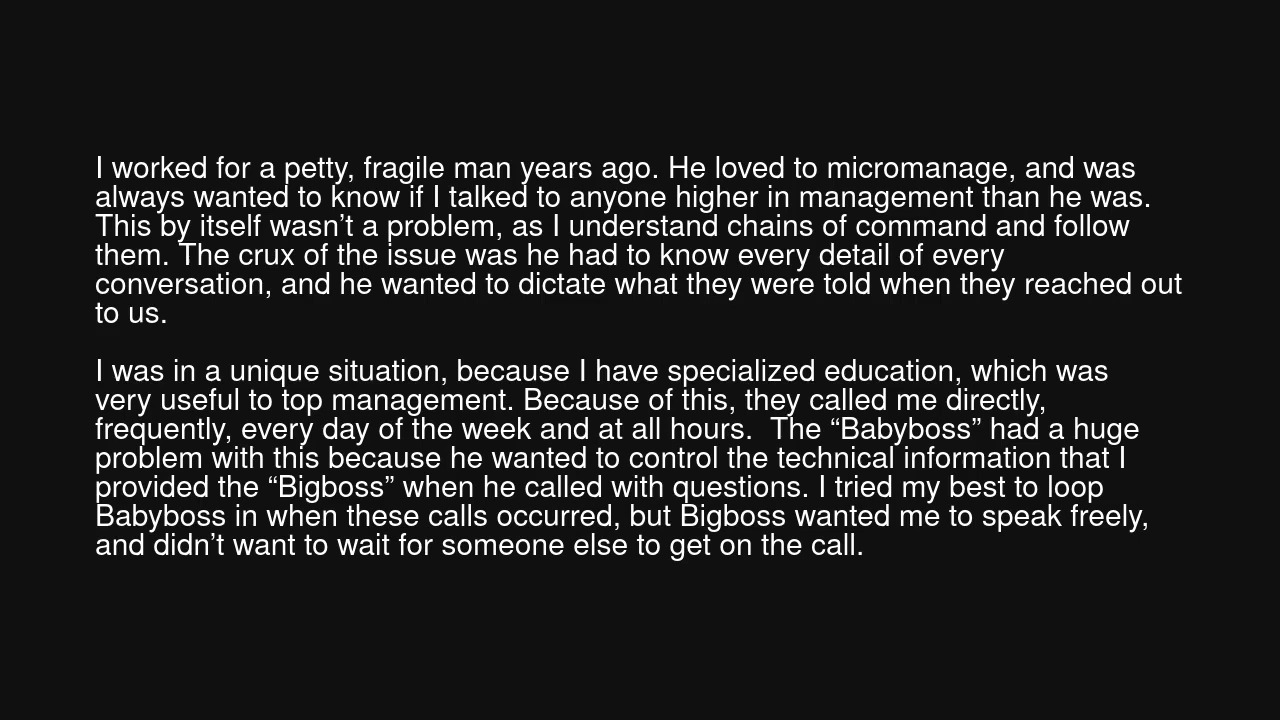 I worked for a petty, fragile man years ago. He loved to micromanage, and was
always wanted to know if I talked to anyone higher in management than he was.
This by itself wasn’t a problem, as I understand chains of command and follow
them. The crux of the issue was he had to know every detail of every
conversation, and he wanted to dictate what they were told when they reached out
to us.
I was in a unique situation, because I have specialized education, which was
very useful to top management. Because of this, they called me directly,
frequently, every day of the week and at all hours.  The “Babyboss” had a huge
problem with this because he wanted to control the technical information that I
provided the “Bigboss” when he called with questions. I tried my best to loop
Babyboss in when these calls occurred, but Bigboss wanted me to speak freely,
and didn’t want to wait for someone else to get on the call.